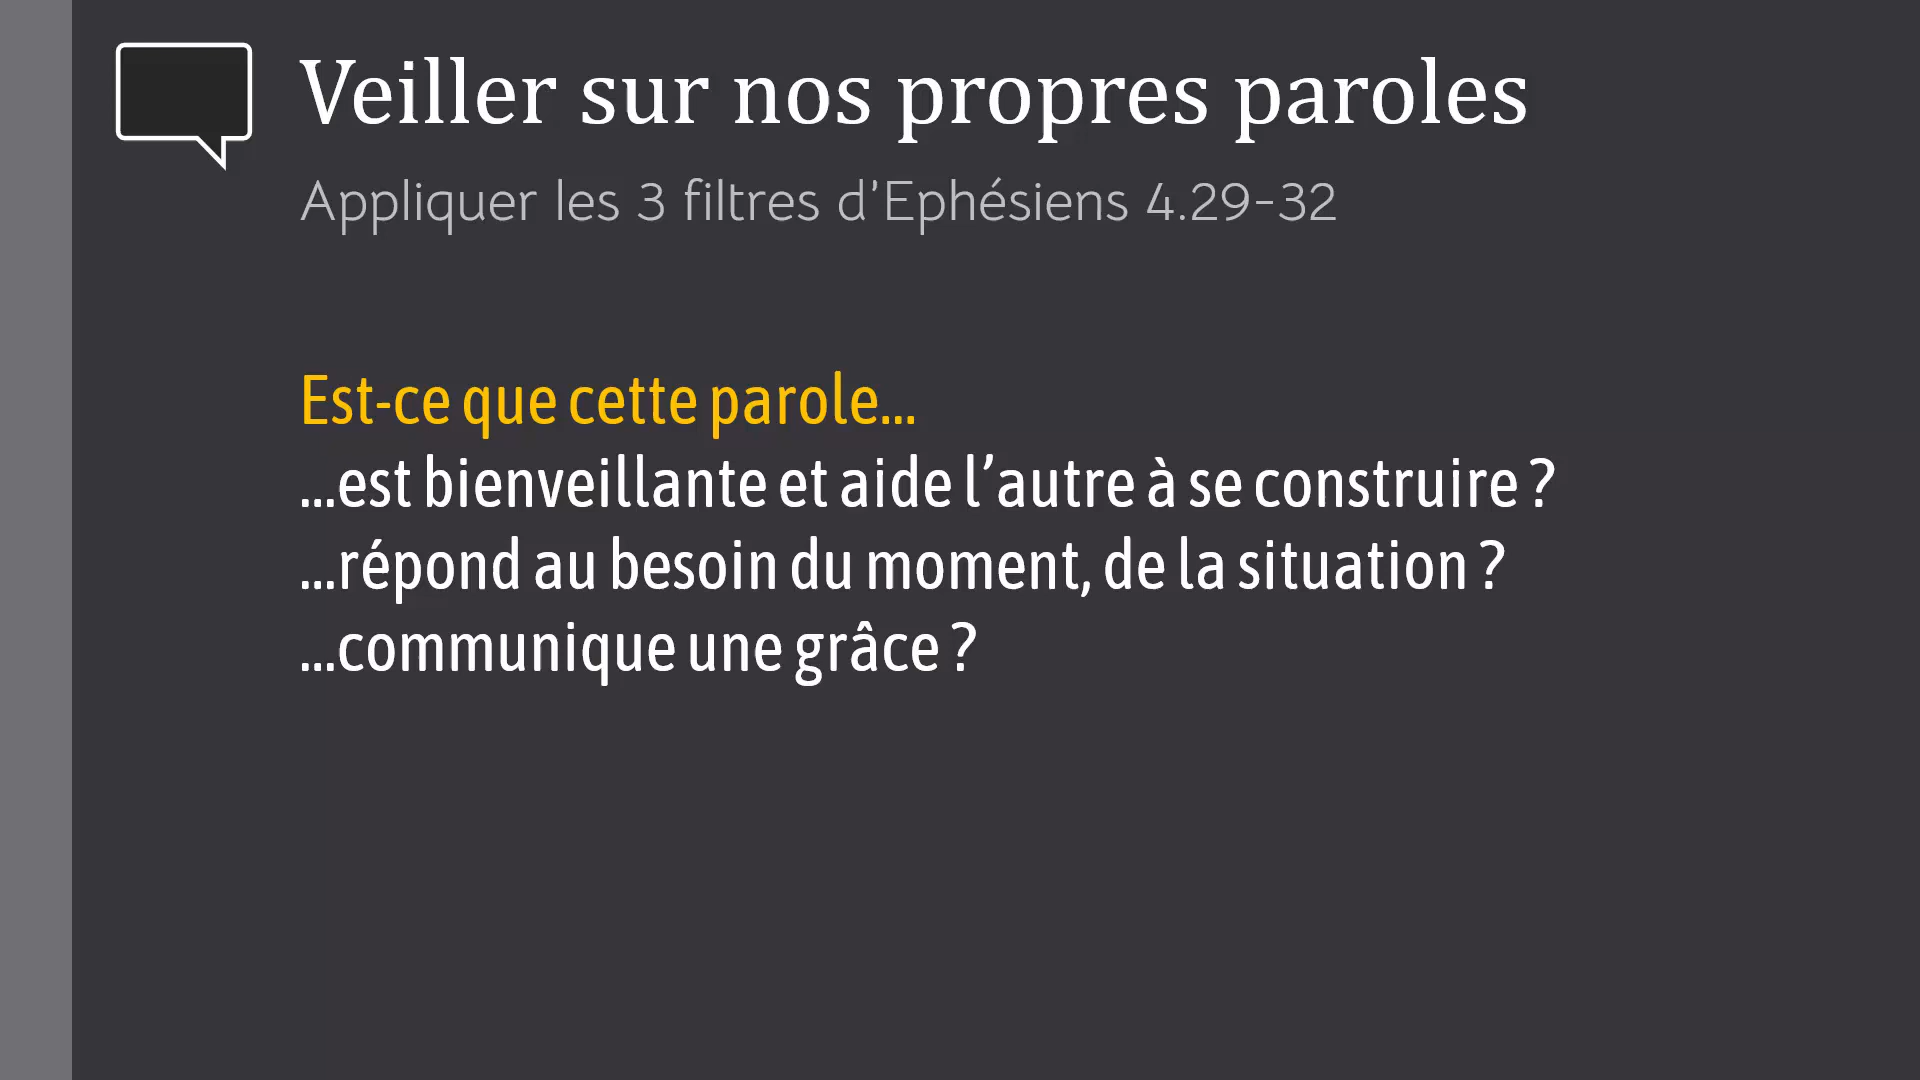 Veiller sur nos propres paroles
Appliquer les 3 filtres d’Ephésiens 4.29-32
Est-ce que cette parole…
…est bienveillante et aide l’autre à se construire ?
…répond au besoin du moment, de la situation ?
…communique une grâce ?